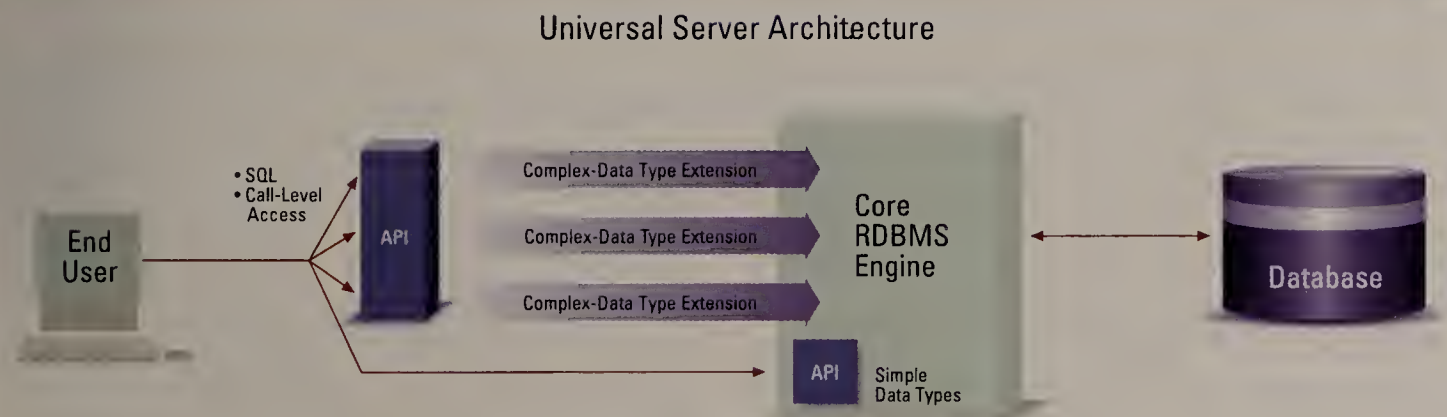 Universal Server Architecture
End
User
• SQL
• Call-Level
Access
API
Complex-Data Type Extension
Complex-Data Type Extension
Complex-Data Type Extension
Core
RDBMS
Engine
API
Simple
Data Types
Database